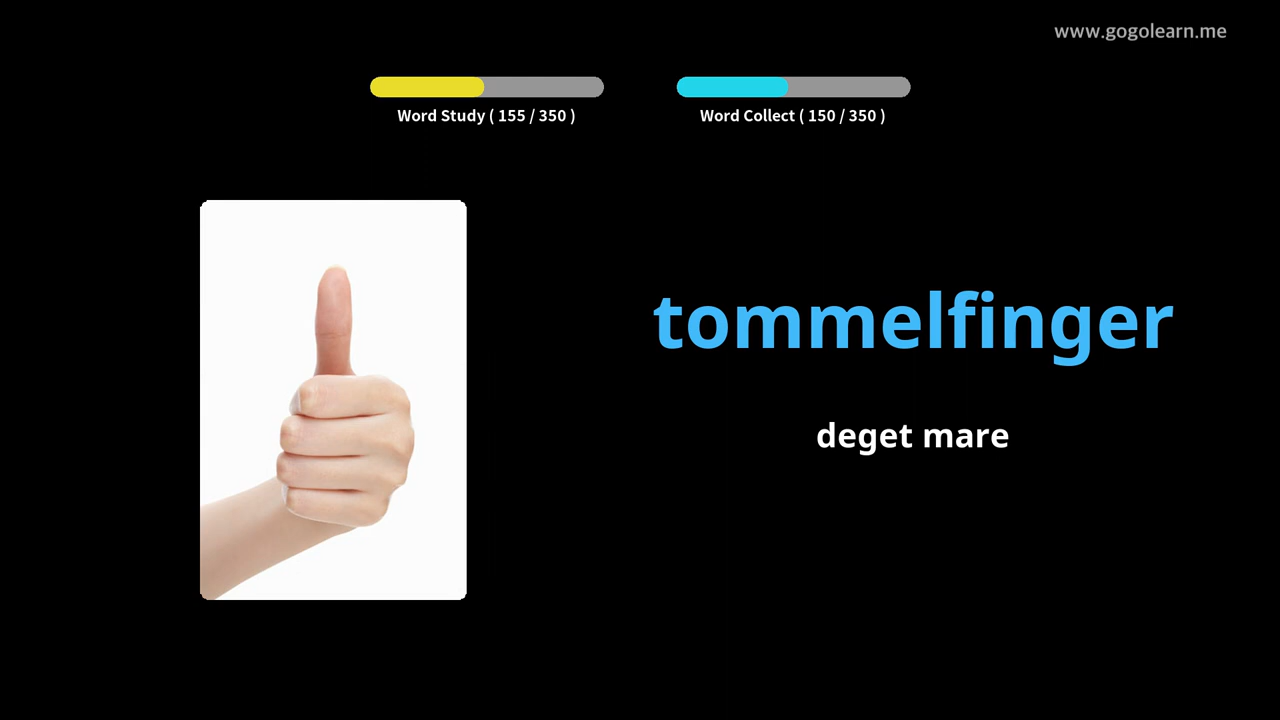 www.gogolearn.me
Word Study ( 155 / 350 )
Word Collect ( 150 / 350 )
tommelfinger
deget mare